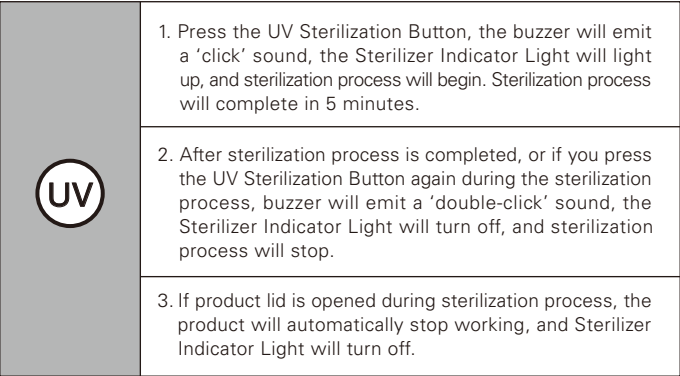 UV
1. Press the UV Sterilization Button, the buzzer will emit
a ‘click’ sound, the Sterilizer Indicator Light will light
up, and sterilization process will begin. Sterilization process
will complete in 5 minutes.
2. After sterilization process is completed, or if you press
the UV Sterilization Button again during the sterilization
process, buzzer will emit a ‘double-click’ sound, the
Sterilizer Indicator Light will turn off, and sterilization
process will stop.
3. If product lid is opened during sterilization process, the
product will automatically stop working, and Sterilizer
Indicator Light will turn off.